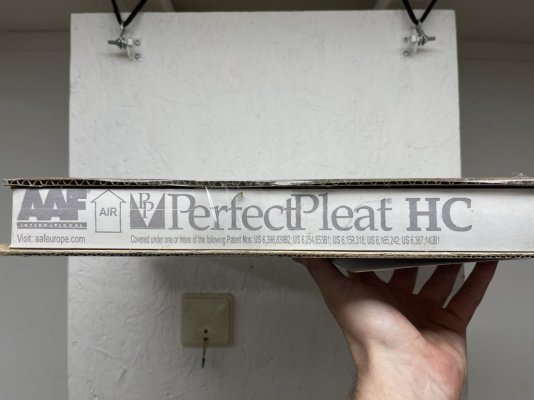 AAF
INTERNATIONAL
Visit: aafeurope.com
AIR
PP
PerfectPleat® HC
Covered under one or more of the following Patent Nos: US 6,398,839B2; US 6,254,653B1; US 6,159,318; US 6,165,242; US 6,387,140B1